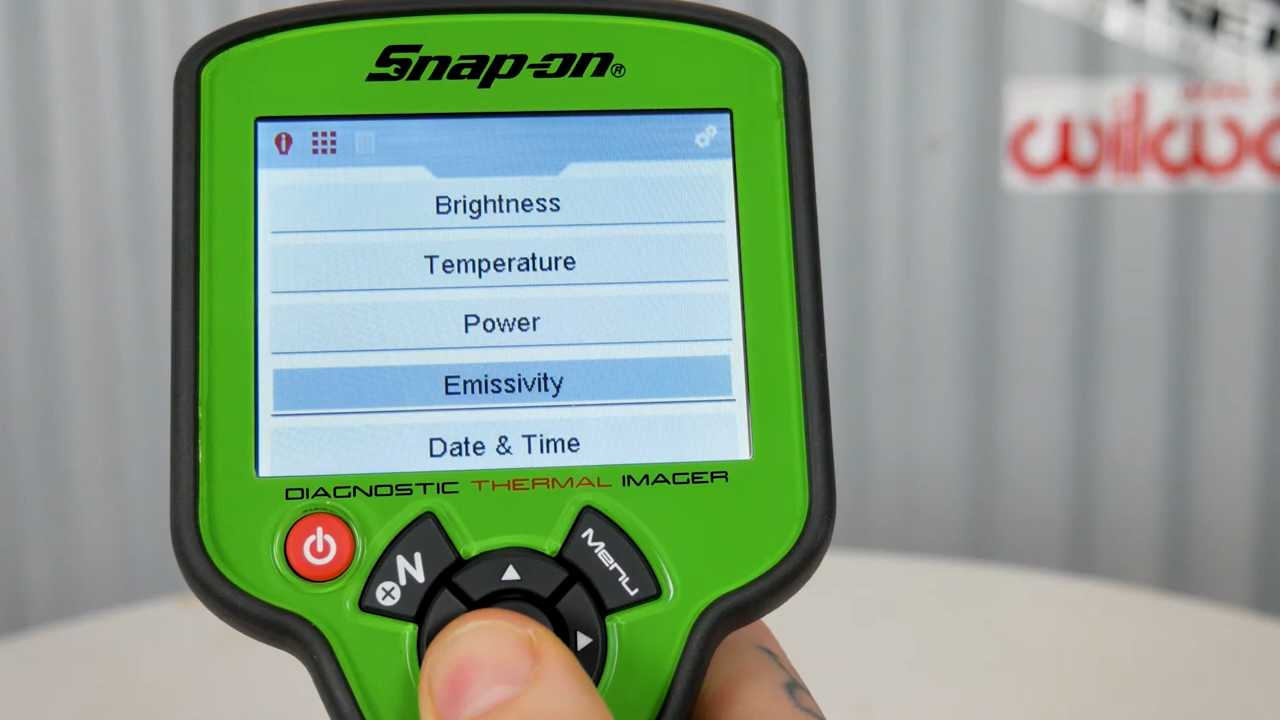 Snap-on®
Brightness
Temperature
Power
Emissivity
Date & Time
DIAGNOSTIC THERMAL IMAGER
N
Menu